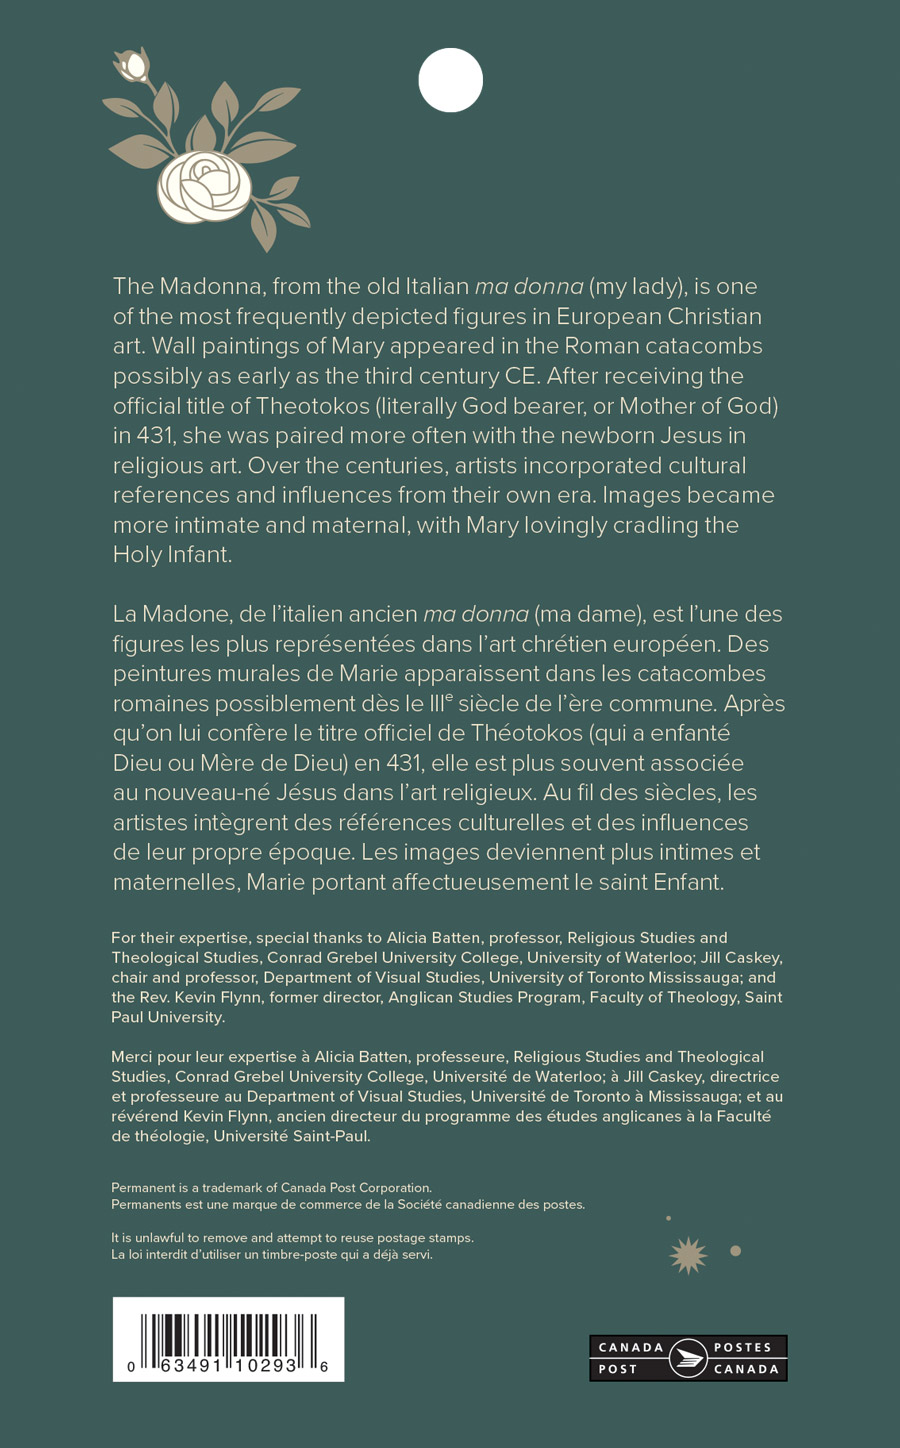 The Madonna, from the old Italian ma donna (my lady), is one
of the most frequently depicted figures in European Christian
art. Wall paintings of Mary appeared in the Roman catacombs
possibly as early as the third century CE. After receiving the
official title of Theotokos (literally God bearer, or Mother of God)
in 431, she was paired more often with the newborn Jesus in
religious art. Over the centuries, artists incorporated cultural
references and influences from their own era. Images became
more intimate and maternal, with Mary lovingly cradling the
Holy Infant.
La Madone, de l’italien ancien ma donna (ma dame), est l’une des
figures les plus représentées dans l’art chrétien européen. Des
peintures murales de Marie apparaissent dans les catacombes
romaines possiblement dès le IIIe siècle de l’ère commune. Après
qu’on lui confère le titre officiel de Théotokos (qui a enfanté
Dieu ou Mère de Dieu) en 431, elle est plus souvent associée
au nouveau-né Jésus dans l’art religieux. Au fil des siècles, les
artistes intègrent des références culturelles et des influences
de leur propre époque. Les images deviennent plus intimes et
maternelles, Marie portant affectueusement le saint Enfant.
For their expertise, special thanks to Alicia Batten, professor, Religious Studies and
Theological Studies, Conrad Grebel University College, University of Waterloo; Jill Caskey,
chair and professor, Department of Visual Studies, University of Toronto Mississauga; and
the Rev. Kevin Flynn, former director, Anglican Studies Program, Faculty of Theology, Saint
Paul University.
Merci pour leur expertise à Alicia Batten, professeure, Religious Studies and Theological
Studies, Conrad Grebel University College, Université de Waterloo; à Jill Caskey, directrice
et professeure au Department of Visual Studies, Université de Toronto à Mississauga; et au
révérend Kevin Flynn, ancien directeur du programme des études anglicanes à la Faculté
de théologie, Université Saint-Paul.
Permanent is a trademark of Canada Post Corporation.
Permanents est une marque de commerce de la Société canadienne des postes.
It is unlawful to remove and attempt to reuse postage stamps.
La loi interdit d’utiliser un timbre-poste qui a déjà servi.
0 63491 10293 6
CANADA POSTES
POST CANADA